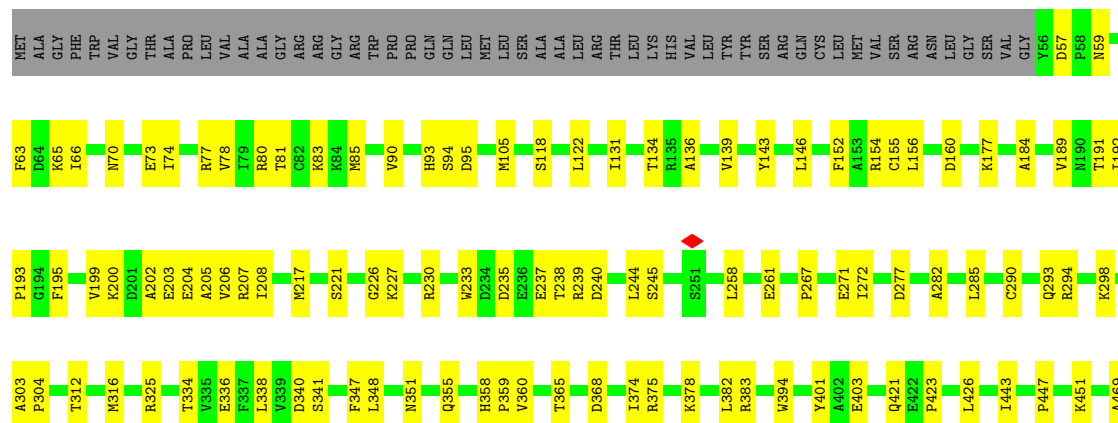 MET ALA GLY PHE TRP VAL GLY THR ALA PRO LEU VAL ALA ALA GLY ARG ARG GLY ARG TRP PRO PRO GLN GLN LEU MET LEU SER ALA ALA LEU ARG THR LEU LYS HIS VAL LEU TYR TYR SER ARG GLN CYS LEU MET VAL SER ARG ASN LEU GLY SER VAL GLY Y56 D57 P58 N59
F63 D64 K65 I66 N70 E73 I74 R77 V78 I79 R80 T81 C82 K83 K84 M85 V90 H93 S94 D95 M105 S118 L122 I131 T134 R135 A136 V139 Y143 L146 F152 A153 R154 C155 L156 D160 K177 A184 V189 N190 T191 I192
P193 G194 F195 V199 K200 D201 A202 E203 E204 A205 V206 R207 I208 M217 S221 G226 K227 R230 W233 D234 D235 E236 E237 T238 R239 D240 L244 S245 S251 L258 E261 P267 E271 I272 D277 A282 L285 C290 Q293 R294 K298
A303 P304 T312 M316 R325 T334 V335 E336 F337 L338 V339 D340 S341 F347 L348 N351 Q355 H358 P359 V360 T365 D368 I374 R375 K378 L382 R383 W394 Y401 A402 E403 Q421 E422 P423 L426 I443 P447 K451 A469